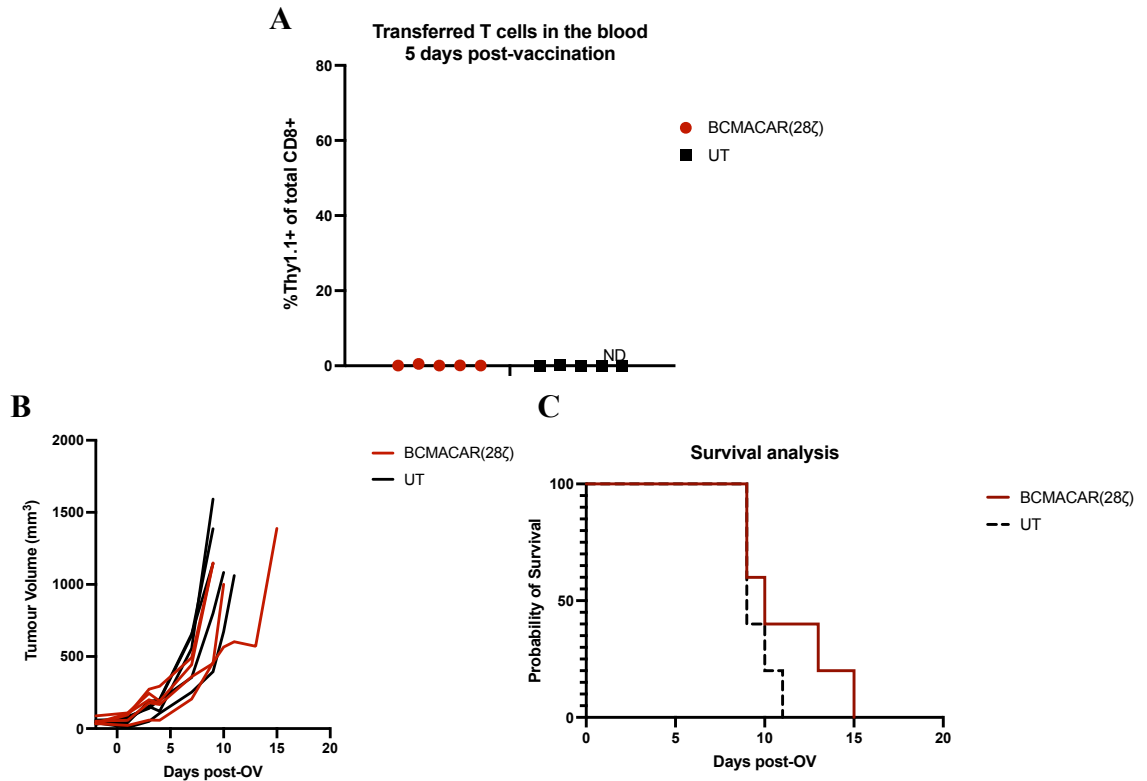 A
Transferred T cells in the blood
5 days post-vaccination
%Thy1.1+ of total CD8+
80
60
40
20
0
ND
BCMACAR(28ζ)
UT
B
Tumour Volume (mm³)
2000
1500
1000
500
0
0 5 10 15 20
Days post-OV
BCMACAR(28ζ)
UT
C
Survival analysis
Probability of Survival
100
50
0
0 5 10 15 20
Days post-OV
BCMACAR(28ζ)
UT